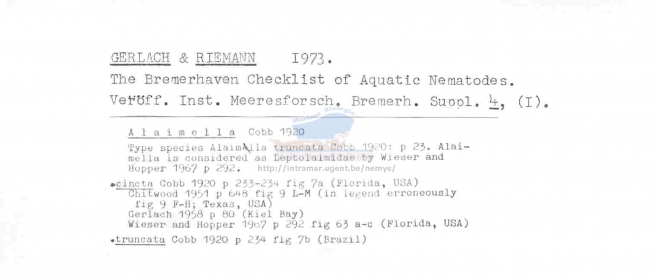 GERLACH & RIEMANN 1973.
The Bremerhaven Checklist of Aquatic Nematodes.
Veröff. Inst. Meeresforsch. Bremerh. Suppl. 4, (I).
Alaimella Cobb 1920
Type species Alaimella truncata Cobb 1920: p 23. Alai-
mella is considered as Leptolaimidae by Wieser and
Hopper 1967 p 292. http://intramar.ugent.be/nemys/
.cincta Cobb 1920 p 233-234 fig 7a (Florida, USA)
Chitwood 1951 p 648 fig 9 L-M (in legend erroneously
fig 9 F-H; Texas, USA)
Gerlach 1958 p 80 (Kiel Bay)
Wieser and Hopper 1967 p 292 fig 63 a-c (Florida, USA)
.truncata Cobb 1920 p 234 fig 7b (Brazil)